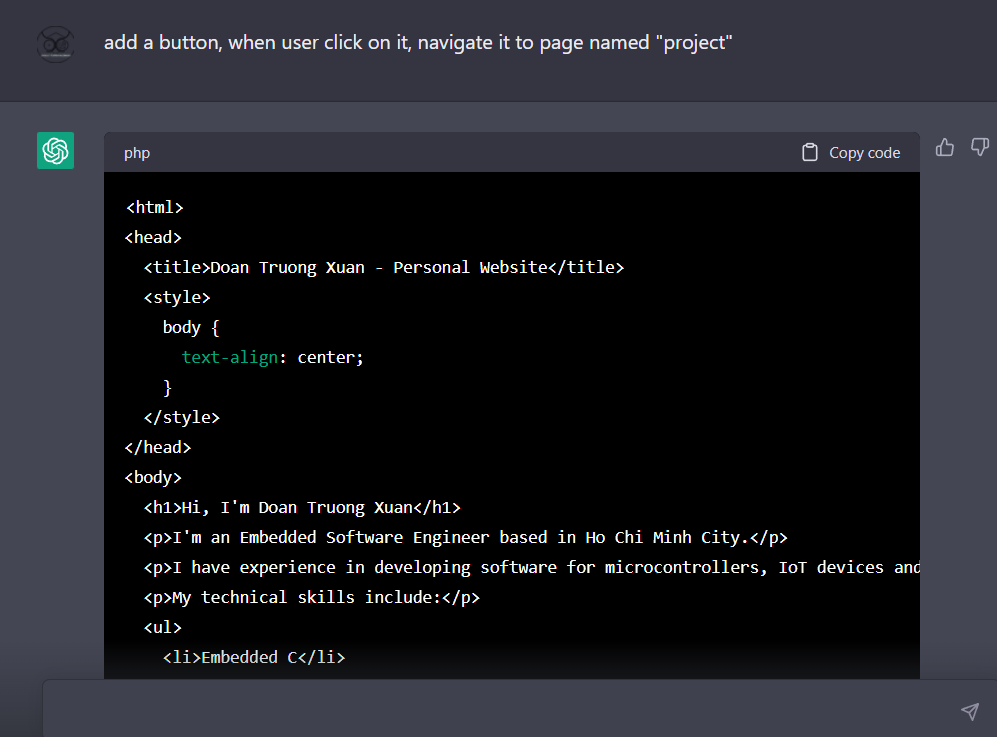 add a button, when user click on it, navigate it to page named "project"
php
Copy code
<html>
<head>
<title>Doan Truong Xuan - Personal Website</title>
<style>
body {
text-align: center;
}
</style>
</head>
<body>
<h1>Hi, I'm Doan Truong Xuan</h1>
<p>I'm an Embedded Software Engineer based in Ho Chi Minh City.</p>
<p>I have experience in developing software for microcontrollers, IoT devices and
<p>My technical skills include:</p>
<ul>
<li>Embedded C</li>